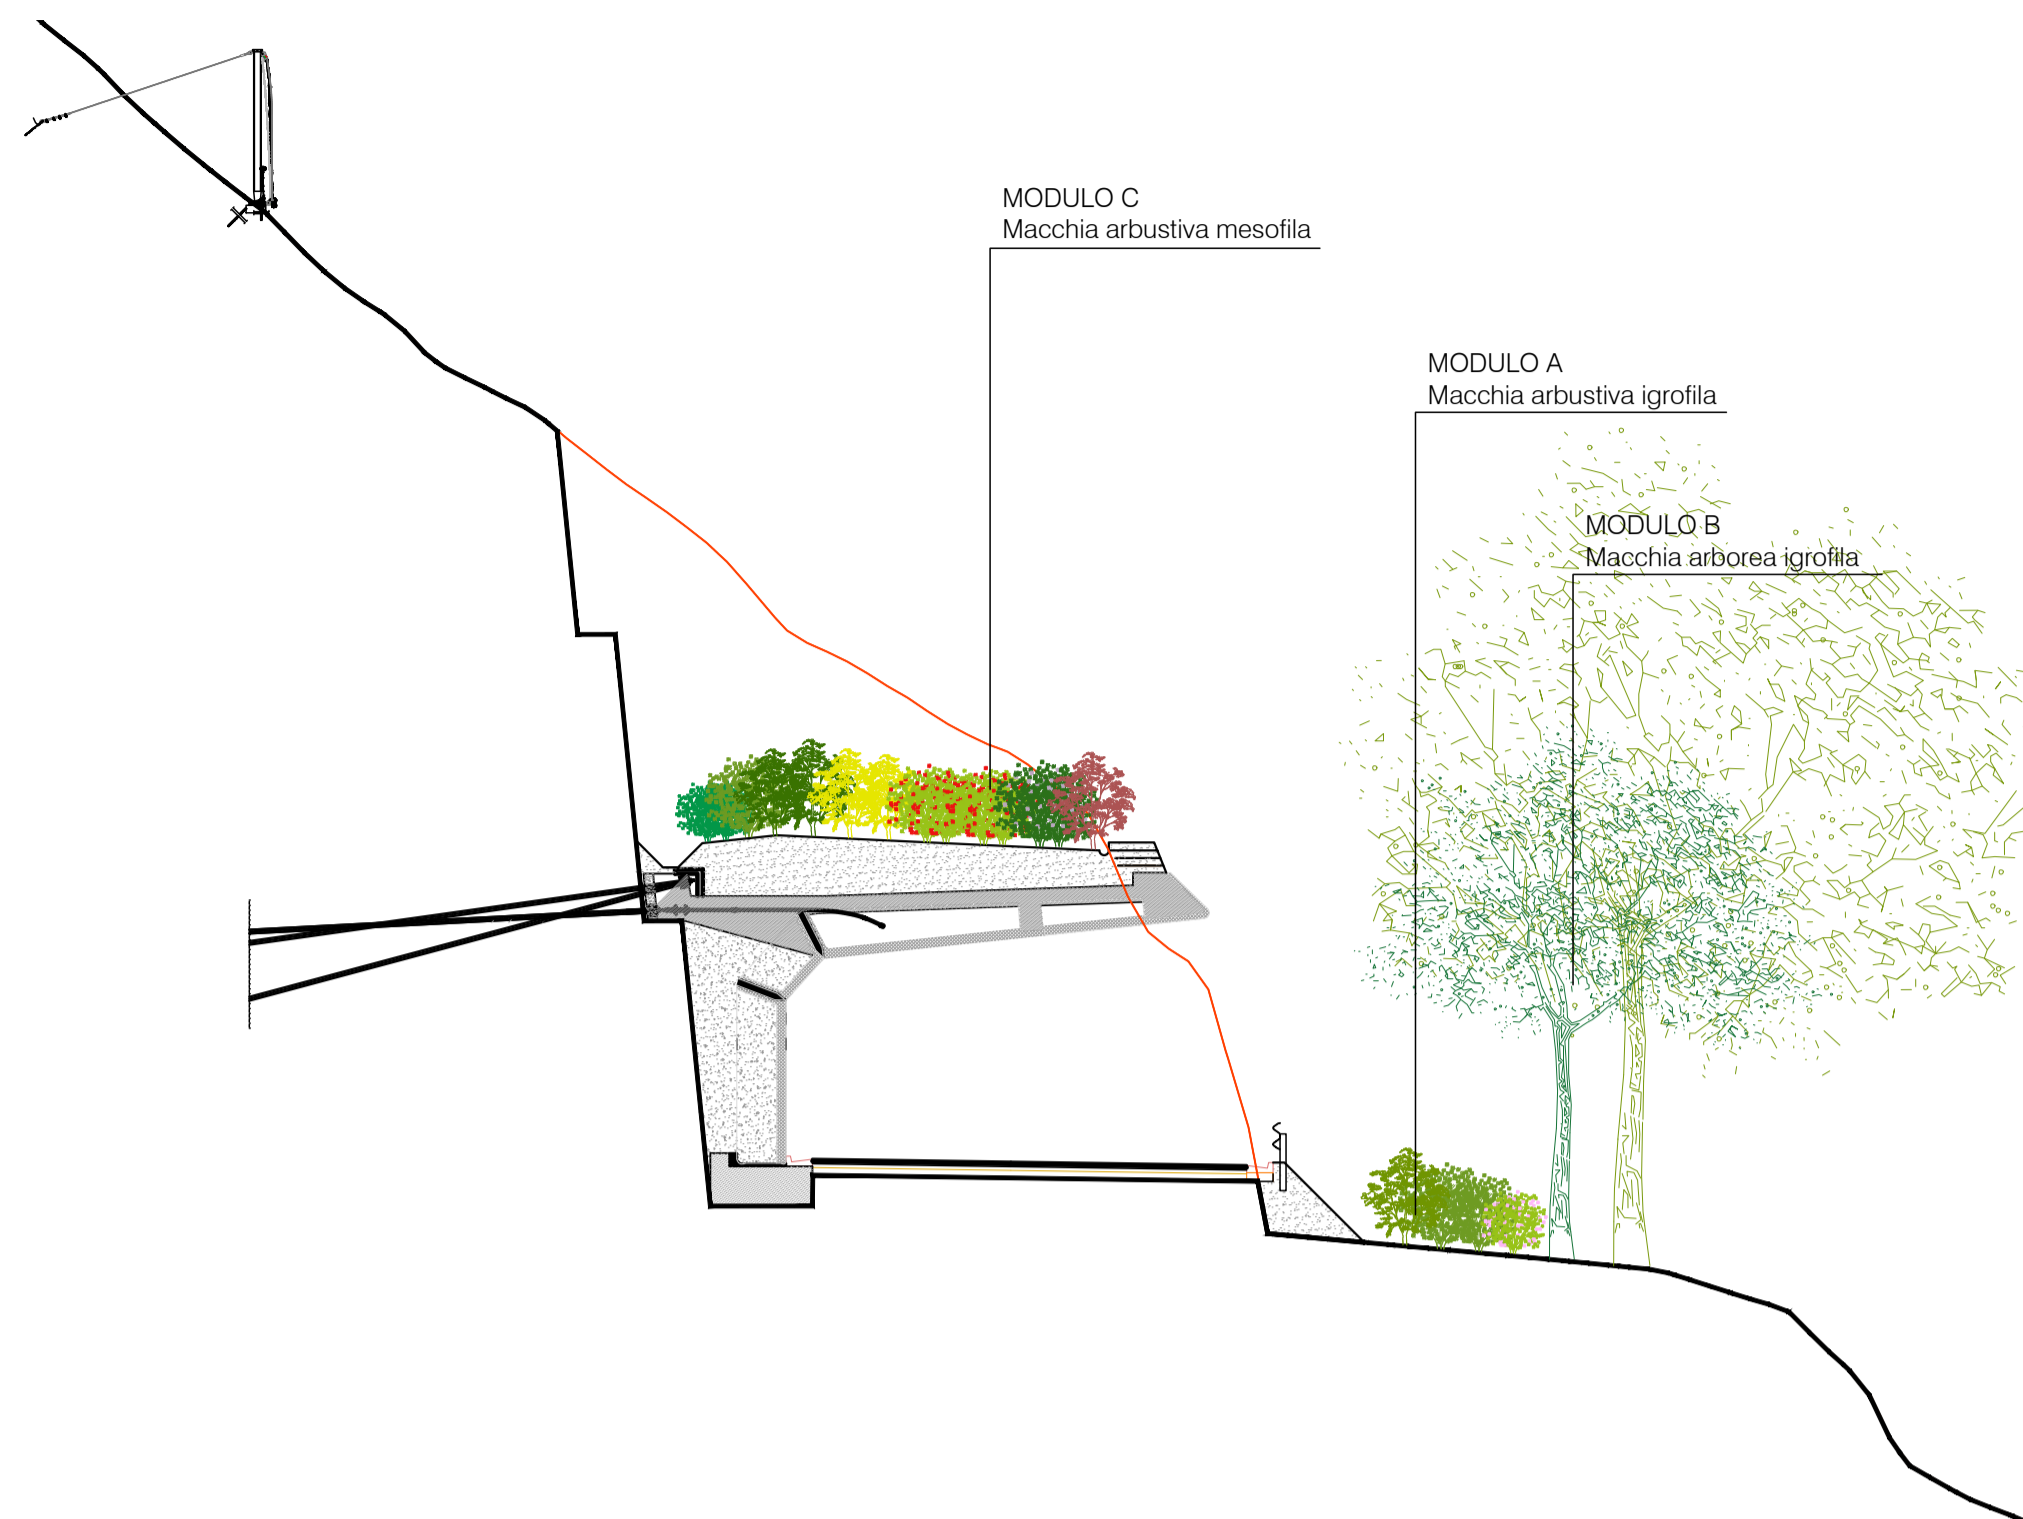 MODULO C
Macchia arbustiva mesofila
MODULO A
Macchia arbustiva igrofila
MODULO B
Macchia arborea igrofila